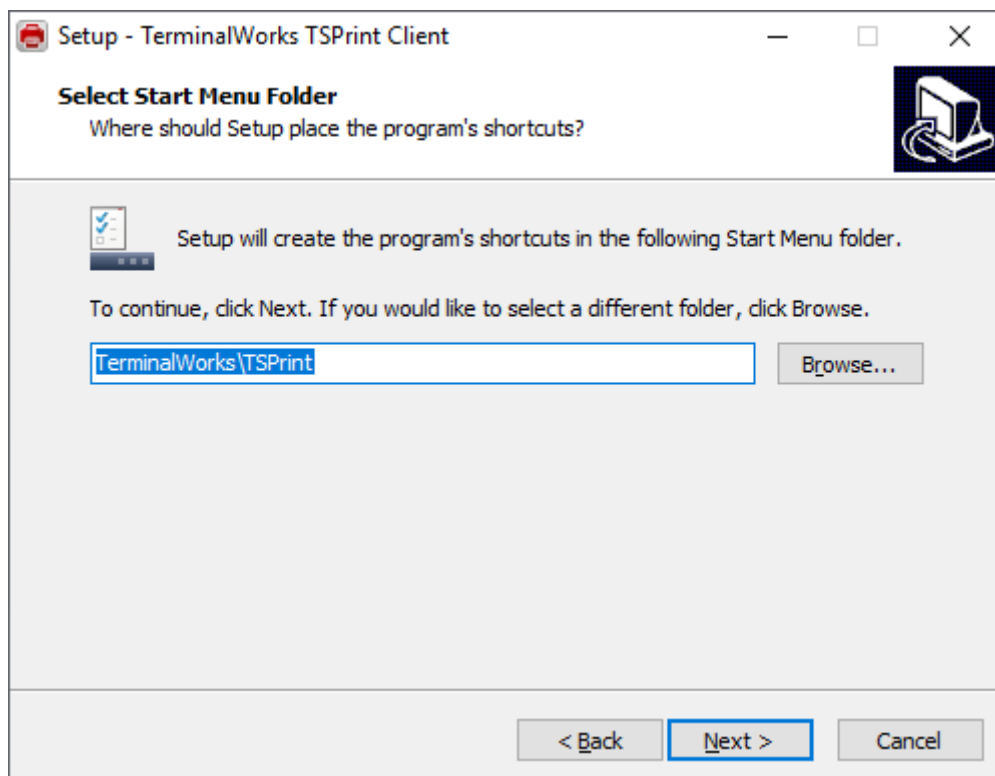 Setup - TerminalWorks TSPrint Client
Select Start Menu Folder
Where should Setup place the program's shortcuts?
Setup will create the program's shortcuts in the following Start Menu folder.
To continue, click Next. If you would like to select a different folder, click Browse.
TerminalWorks\TSPrint
Browse...
< Back
Next >
Cancel